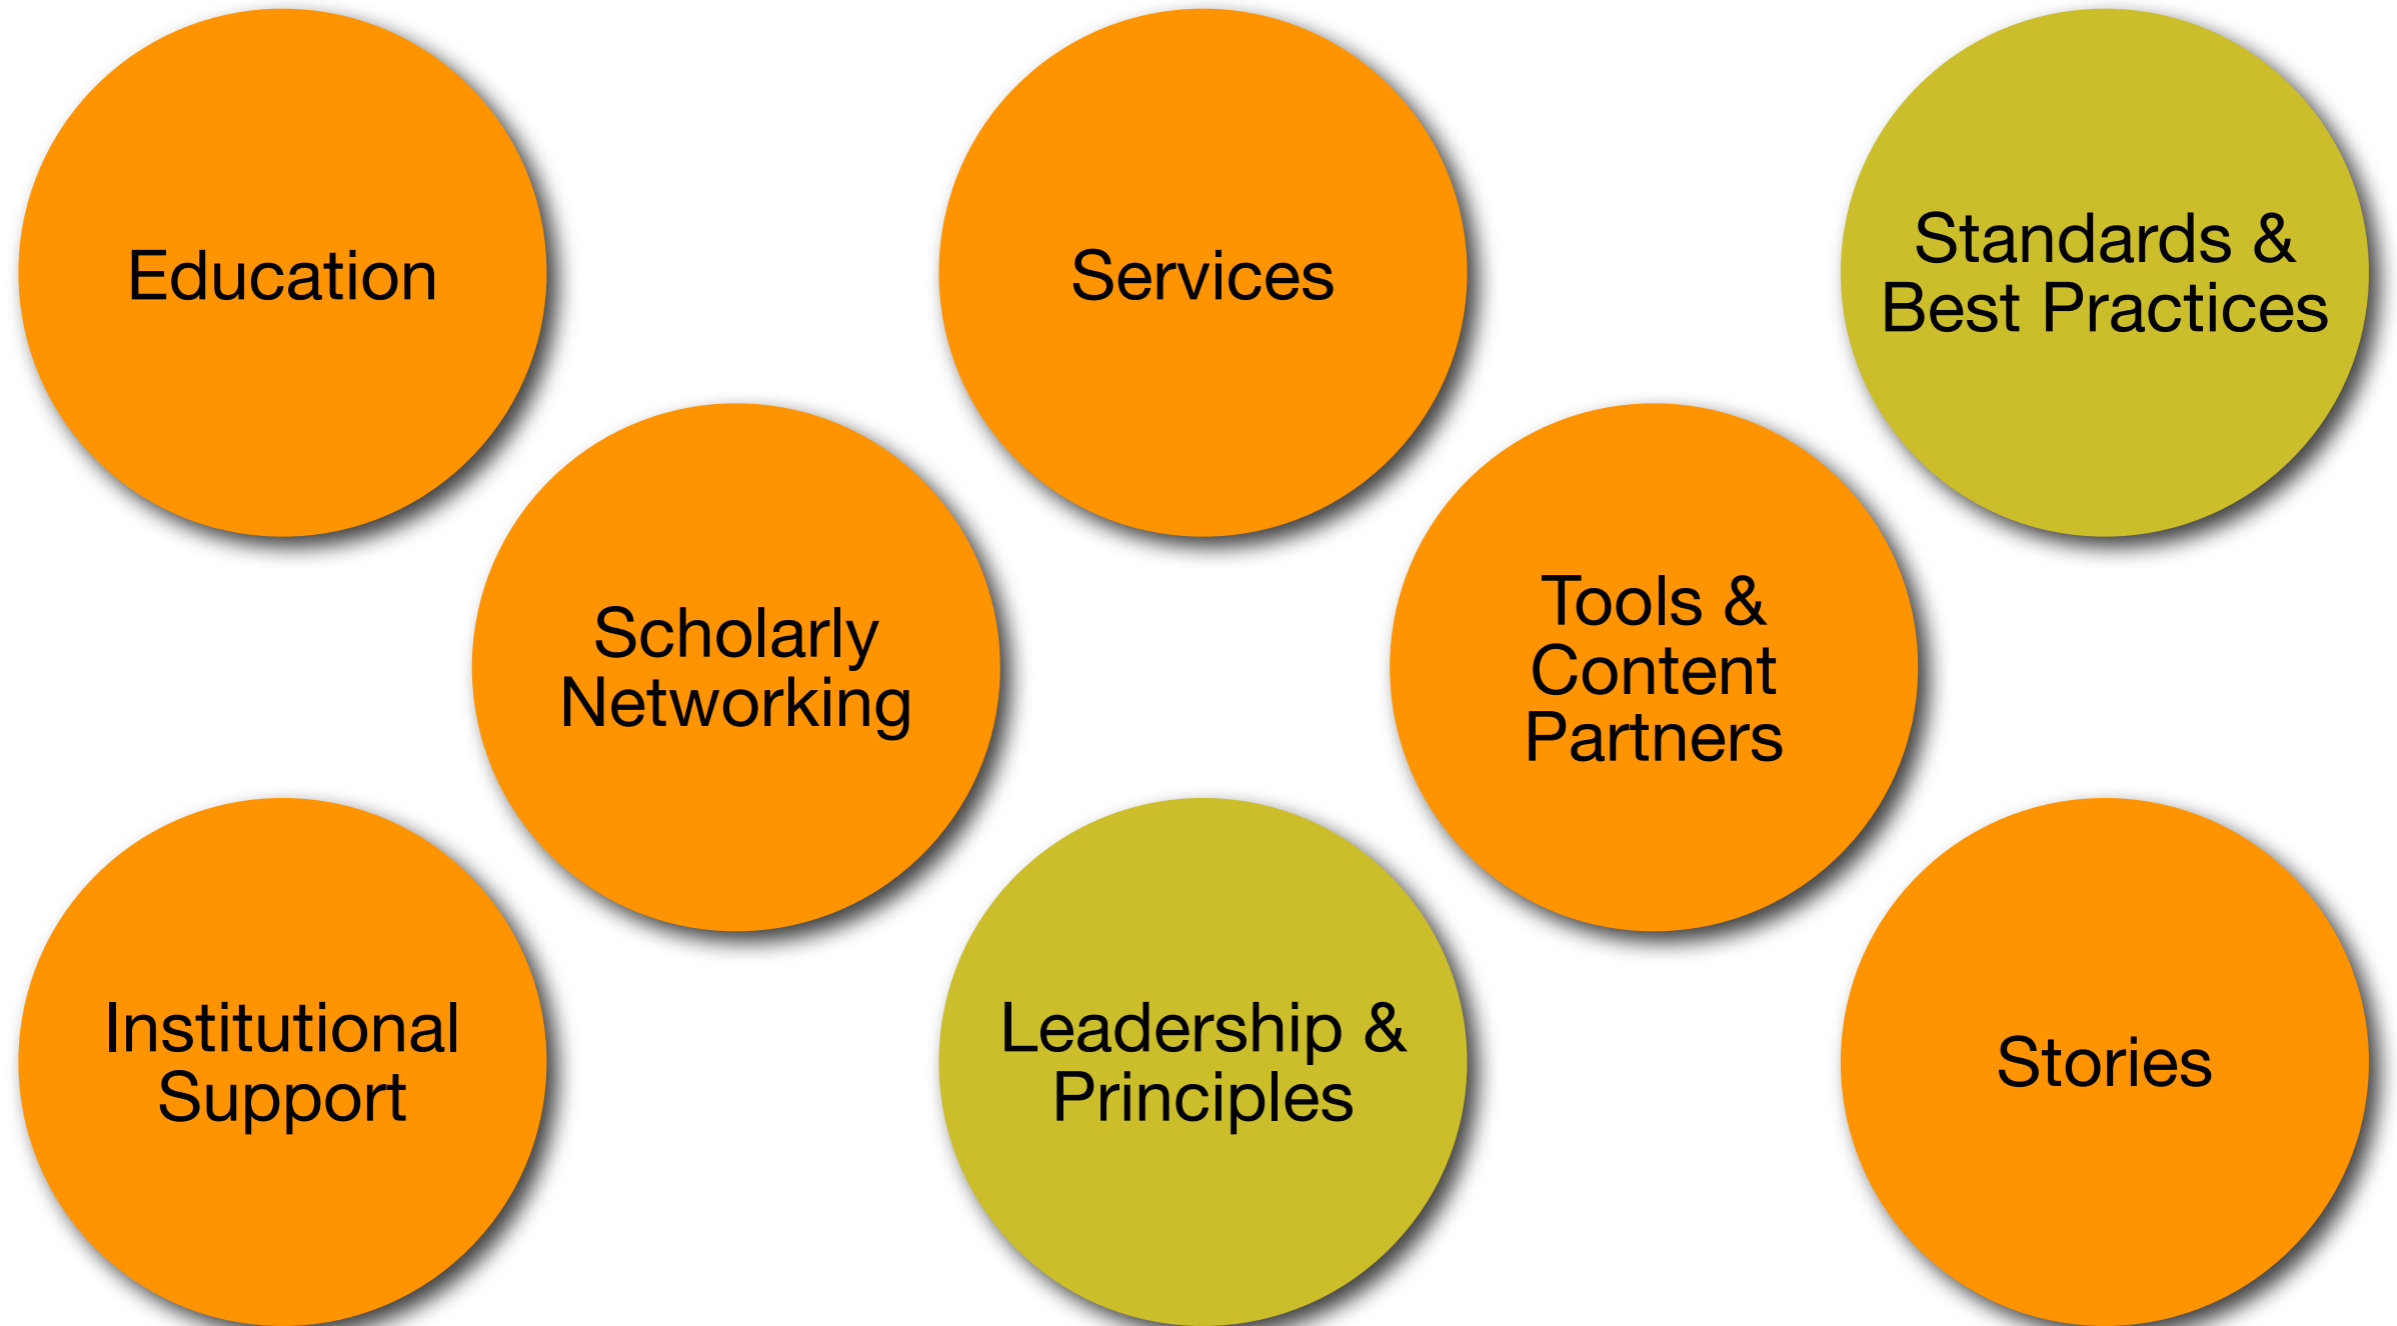 Education
Services
Standards &
Best Practices
Scholarly
Networking
Tools &
Content
Partners
Institutional
Support
Leadership &
Principles
Stories